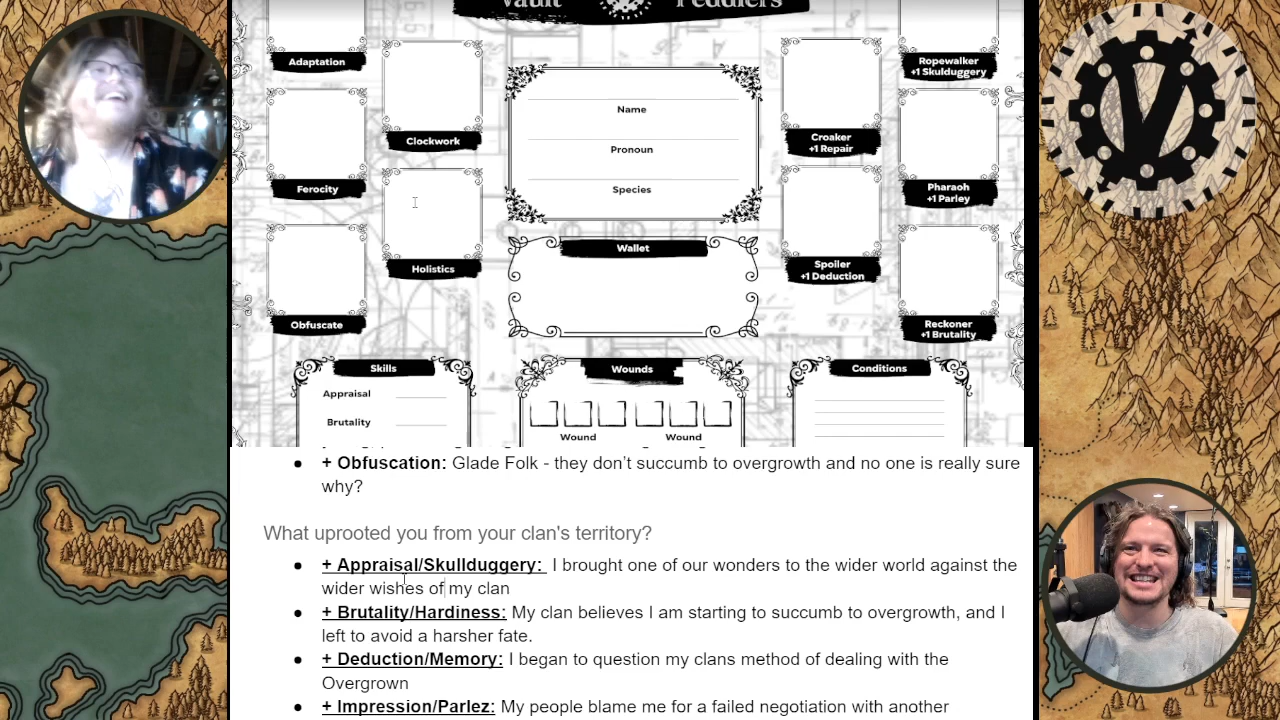 Vault Peddlers
Adaptation
Clockwork
Ferocity
Holistics
Obfuscate
Name
Pronoun
Species
Wallet
Ropewalker
+1 Skulduggery
Croaker
+1 Repair
Pharaoh
+1 Parley
Spoiler
+1 Deduction
Reckoner
+1 Brutality
Skills
Appraisal
Brutality
Wounds
Wound
Wound
Conditions
+ Obfuscation: Glade Folk - they don’t succumb to overgrowth and no one is really sure
why?
What uprooted you from your clan's territory?
+ Appraisal/Skullduggery: I brought one of our wonders to the wider world against the
wider wishes of my clan
+ Brutality/Hardiness: My clan believes I am starting to succumb to overgrowth, and I
left to avoid a harsher fate.
+ Deduction/Memory: I began to question my clans method of dealing with the
Overgrown
+ Impression/Parlez: My people blame me for a failed negotiation with another
V